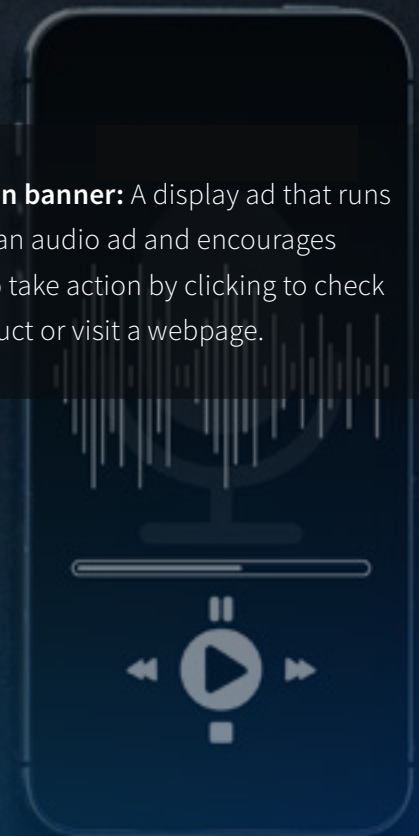 n banner: A display ad that runs
an audio ad and encourages
take action by clicking to check
uct or visit a webpage.